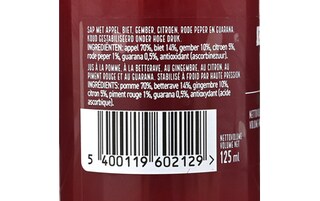 SAP MET APPEL, BIET, GEMBER, CITROEN, RODE PEPER EN GUARANA
KOUD GESTABILISEERD ONDER HOGE DRUK.
INGREDIËNTEN: appel 70%, biet 14%, gember 10%, citroen 5%,
rode peper 1%, guarana 0,5%, antioxidant (ascorbinezuur).
JUS À LA POMME, À LA BETTERAVE, AU GINGEMBRE, AU CITRON, AU
PIMENT ROUGE ET AU GUARANA. STABILISÉ À FROID PAR HAUTE PRESSION
INGRÉDIENTS: pomme 70%, betterave 14%, gingembre 10%,
citron 5%, piment rouge 1%, guarana 0,5%, antioxydant (acide
ascorbique).
NETTOVOLUME
VOLUME NET
125 ml
5 400119 602129 >